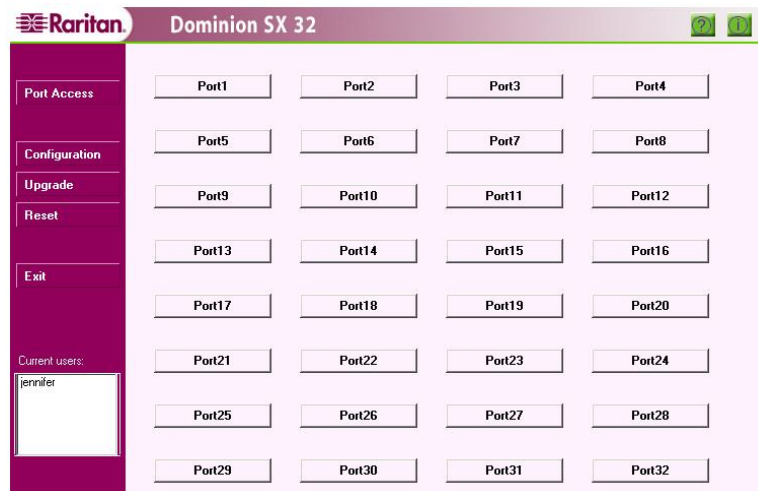 Raritan.
Dominion SX 32
? i
Port Access
Configuration
Upgrade
Reset
Exit
Current users:
jennifer
Port1 Port2 Port3 Port4
Port5 Port6 Port7 Port8
Port9 Port10 Port11 Port12
Port13 Port14 Port15 Port16
Port17 Port18 Port19 Port20
Port21 Port22 Port23 Port24
Port25 Port26 Port27 Port28
Port29 Port30 Port31 Port32